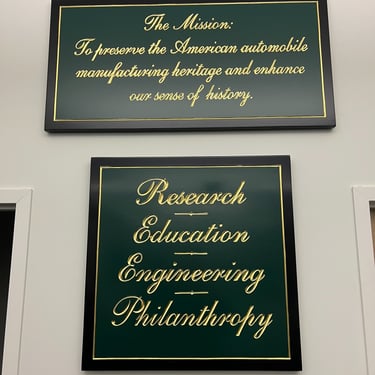 The Mission:
To preserve the American automobile
manufacturing heritage and enhance
our sense of history.
Research
Education
Engineering
Philanthropy